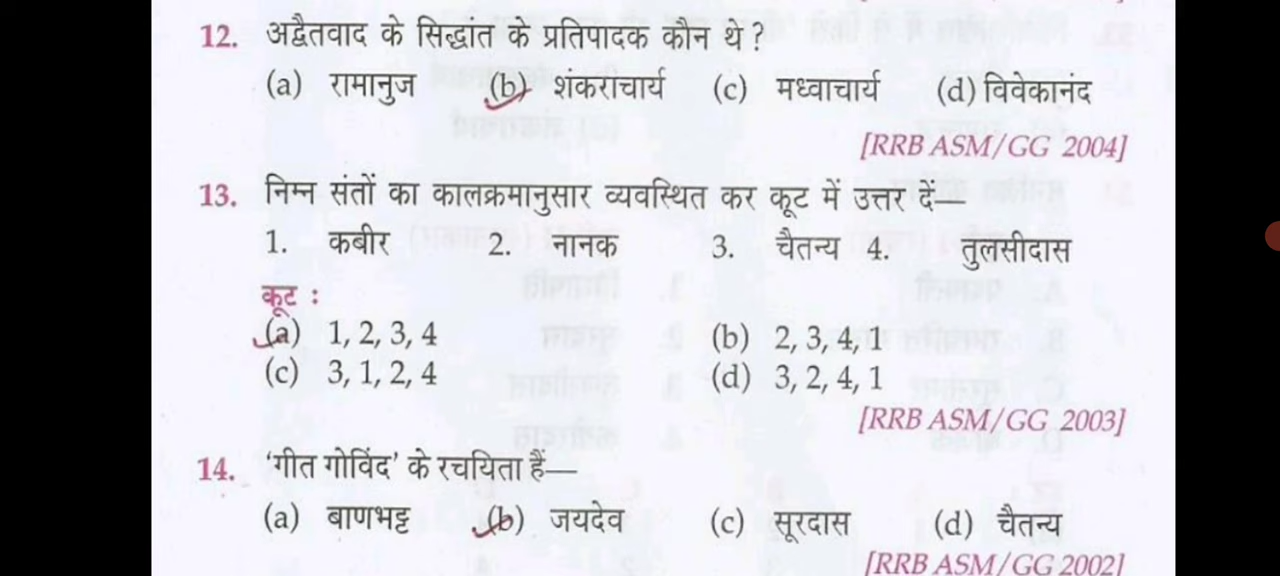 12. अद्वैतवाद के सिद्धांत के प्रतिपादक कौन थे?
(a) रामानुज (b) शंकराचार्य (c) मध्वाचार्य (d) विवेकानंद
[RRB ASM/GG 2004]
13. निम्न संतों का कालक्रमानुसार व्यवस्थित कर कूट में उत्तर दें—
1. कबीर 2. नानक 3. चैतन्य 4. तुलसीदास
कूट :
(a) 1, 2, 3, 4 (b) 2, 3, 4, 1
(c) 3, 1, 2, 4 (d) 3, 2, 4, 1
[RRB ASM/GG 2003]
14. 'गीत गोविंद' के रचयिता हैं—
(a) बाणभट्ट (b) जयदेव (c) सूरदास (d) चैतन्य
[RRB ASM/GG 2002]